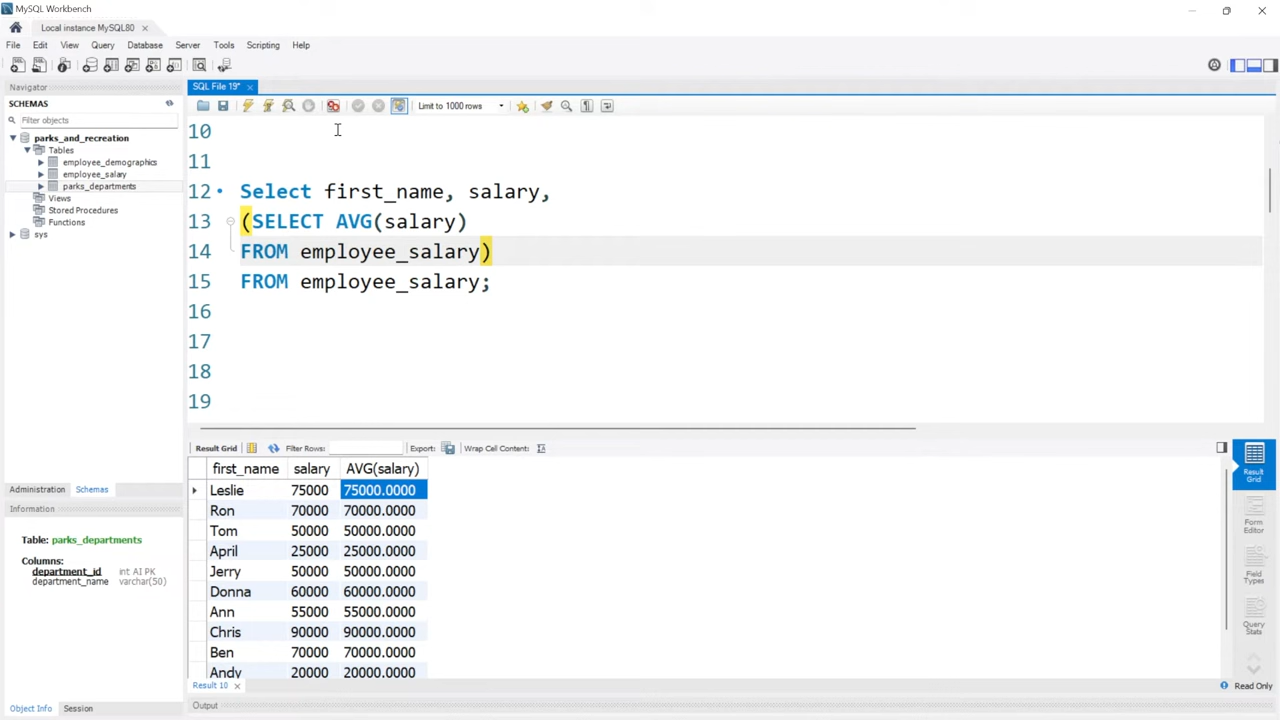 MySQL Workbench
Local instance MySQL80
File Edit View Query Database Server Tools Scripting Help
Navigator
SCHEMAS
Filter objects
parks_and_recreation
Tables
employee_demographics
employee_salary
parks_departments
Views
Stored Procedures
Functions
sys
Administration Schemas
Information
Table: parks_departments
Columns:
department_id int AI PK
department_name varchar(50)
Object Info Session
SQL File 19*
Limit to 1000 rows
10
11
12 Select first_name, salary,
13 (SELECT AVG(salary)
14 FROM employee_salary)
15 FROM employee_salary;
16
17
18
19
Result Grid Filter Rows: Export: Wrap Cell Content:
first_name salary AVG(salary)
Leslie 75000 75000.0000
Ron 70000 70000.0000
Tom 50000 50000.0000
April 25000 25000.0000
Jerry 50000 50000.0000
Donna 60000 60000.0000
Ann 55000 55000.0000
Chris 90000 90000.0000
Ben 70000 70000.0000
Andy 20000 20000.0000
Result 10
Output
Result
Grid
Form
Editor
Field
Types
Query
Stats
Read Only